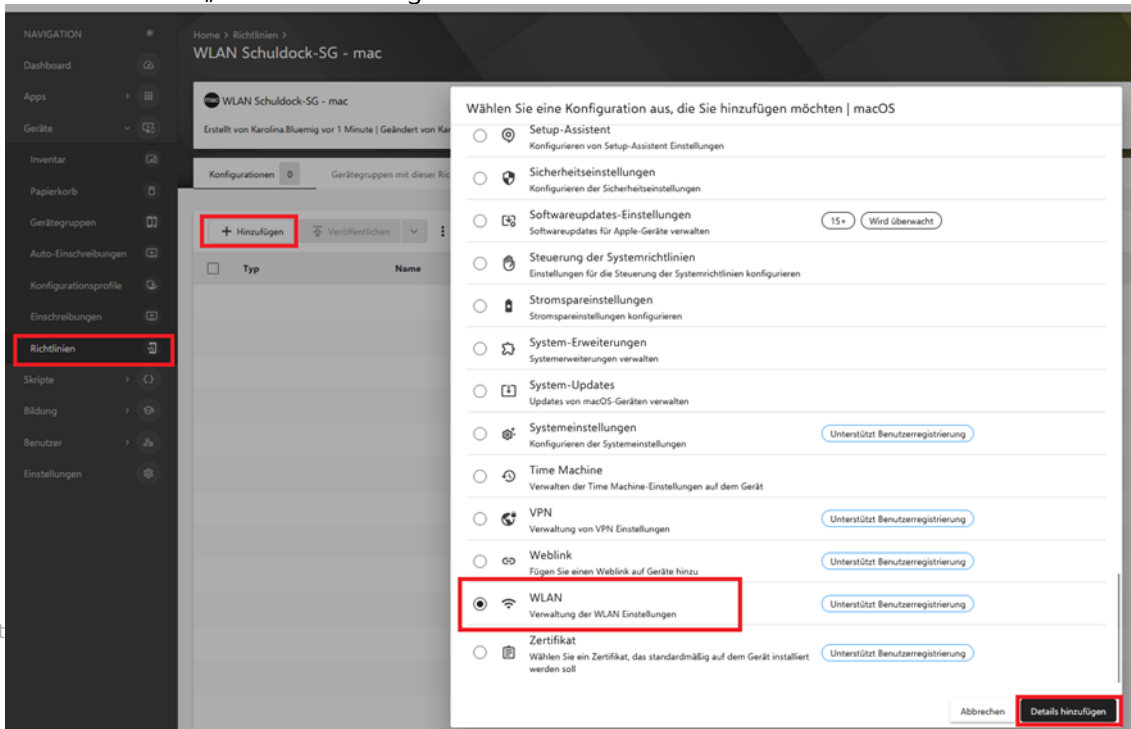 NAVIGATION
Dashboard
Apps
Geräte
Inventar
Papierkorb
Gerätegruppen
Auto-Einschreibungen
Konfigurationsprofile
Einschreibungen
Richtlinien
Skripte
Bildung
Benutzer
Einstellungen
Home > Richtlinien >
WLAN Schuldock-SG - mac
mac WLAN Schuldock-SG - mac
Erstellt von Karolina.Bluemig vor 1 Minute | Geändert von Kar
Konfigurationen 0 Gerätegruppen mit dieser Ric
+ Hinzufügen Veröffentlichen
Typ Name
Wählen Sie eine Konfiguration aus, die Sie hinzufügen möchten | macOS
Setup-Assistent
Konfigurieren von Setup-Assistent Einstellungen
Sicherheitseinstellungen
Konfigurieren der Sicherheitseinstellungen
Softwareupdates-Einstellungen 15+ Wird überwacht
Softwareupdates für Apple-Geräte verwalten
Steuerung der Systemrichtlinien
Einstellungen für die Steuerung der Systemrichtlinien konfigurieren
Stromspareinstellungen
Stromspareinstellungen konfigurieren
System-Erweiterungen
Systemerweiterungen verwalten
System-Updates
Updates von macOS-Geräten verwalten
Systemeinstellungen Unterstützt Benutzerregistrierung
Konfigurieren der Systemeinstellungen
Time Machine
Verwalten der Time Machine-Einstellungen auf dem Gerät
VPN Unterstützt Benutzerregistrierung
Verwaltung von VPN Einstellungen
Weblink Unterstützt Benutzerregistrierung
Fügen Sie einen Weblink auf Geräte hinzu
WLAN Unterstützt Benutzerregistrierung
Verwaltung der WLAN Einstellungen
Zertifikat Unterstützt Benutzerregistrierung
Wählen Sie ein Zertifikat, das standardmäßig auf dem Gerät installiert
werden soll
Abbrechen Details hinzufügen